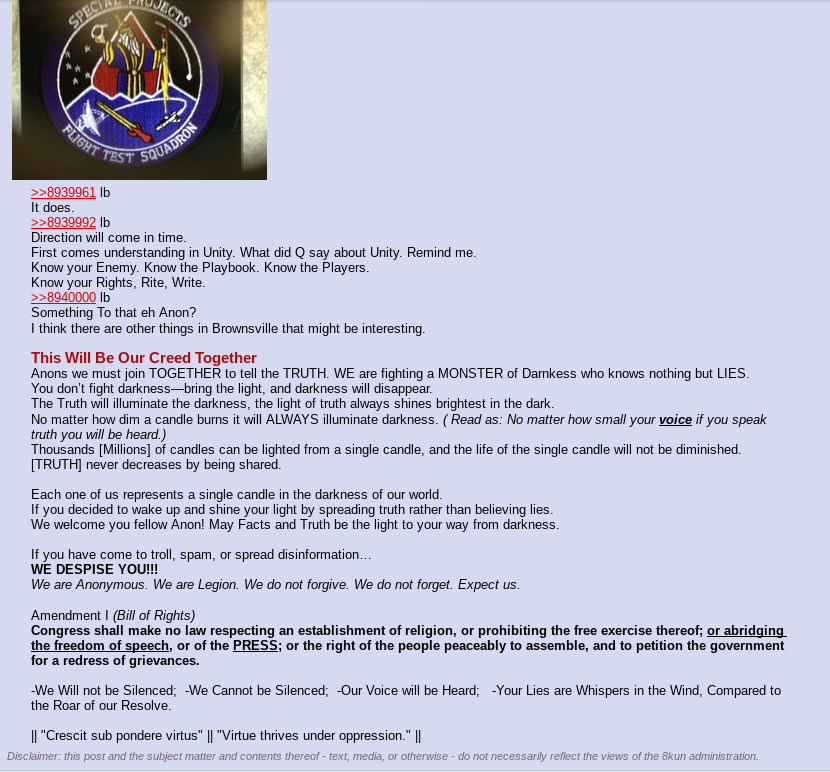 SPECIAL PROJECTS
FLIGHT TEST SQUADRON
>>8939961 lb
It does.
>>8939992 lb
Direction will come in time.
First comes understanding in Unity. What did Q say about Unity. Remind me.
Know your Enemy. Know the Playbook. Know the Players.
Know your Rights, Rite, Write.
>>8940000 lb
Something To that eh Anon?
I think there are other things in Brownsville that might be interesting.
This Will Be Our Creed Together
Anons we must join TOGETHER to tell the TRUTH. WE are fighting a MONSTER of Darnkess who knows nothing but LIES.
You don’t fight darkness—bring the light, and darkness will disappear.
The Truth will illuminate the darkness, the light of truth always shines brightest in the dark.
No matter how dim a candle burns it will ALWAYS illuminate darkness. ( Read as: No matter how small your voice if you speak
truth you will be heard.)
Thousands [Millions] of candles can be lighted from a single candle, and the life of the single candle will not be diminished.
[TRUTH] never decreases by being shared.
Each one of us represents a single candle in the darkness of our world.
If you decided to wake up and shine your light by spreading truth rather than believing lies.
We welcome you fellow Anon! May Facts and Truth be the light to your way from darkness.
If you have come to troll, spam, or spread disinformation…
WE DESPISE YOU!!!
We are Anonymous. We are Legion. We do not forgive. We do not forget. Expect us.
Amendment I (Bill of Rights)
Congress shall make no law respecting an establishment of religion, or prohibiting the free exercise thereof; or abridging
the freedom of speech, or of the PRESS; or the right of the people peaceably to assemble, and to petition the government
for a redress of grievances.
-We Will not be Silenced;  -We Cannot be Silenced;  -Our Voice will be Heard;   -Your Lies are Whispers in the Wind, Compared to
the Roar of our Resolve.
|| "Crescit sub pondere virtus" || "Virtue thrives under oppression." ||
Disclaimer: this post and the subject matter and contents thereof - text, media, or otherwise - do not necessarily reflect the views of the 8kun administration.